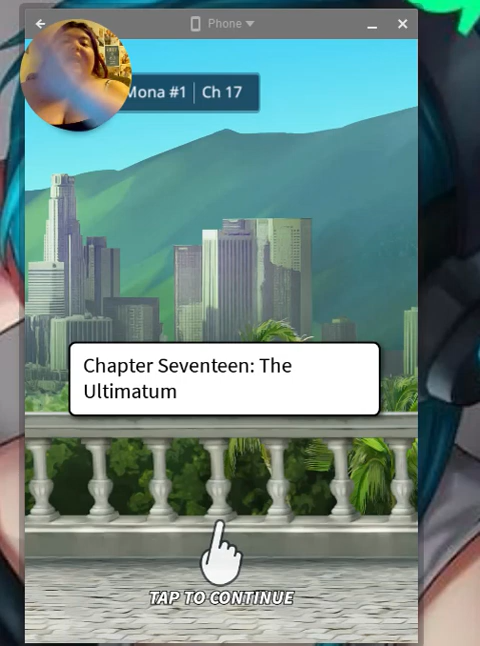 Phone
Mona #1 | Ch 17
Chapter Seventeen: The
Ultimatum
TAP TO CONTINUE